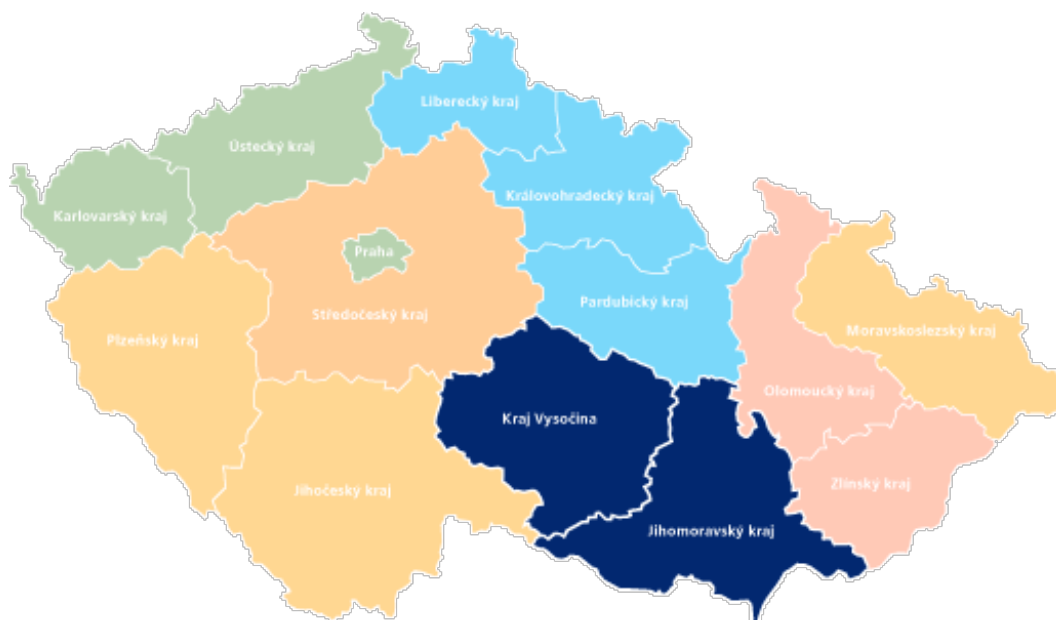 Liberecký kraj
Ústecký kraj
Královohradecký kraj
Karlovarský kraj
Praha
Pardubický kraj
Středočeský kraj
Moravskoslezský kraj
Plzeňský kraj
Olomoucký kraj
Kraj Vysočina
Zlínský kraj
Jihočeský kraj
Jihomoravský kraj